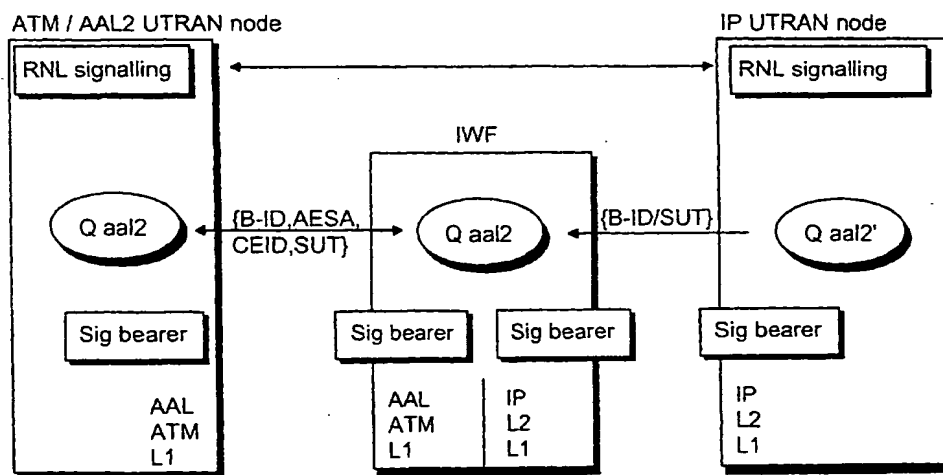 ATM / AAL2 UTRAN node
IP UTRAN node
RNL signalling
RNL signalling
IWF
Q aal2
{B-ID,AESA,
CEID,SUT}
Q aal2
{B-ID/SUT}
Q aal2'
Sig bearer
Sig bearer
Sig bearer
Sig bearer
AAL
ATM
L1
AAL
ATM
L1
IP
L2
L1
IP
L2
L1